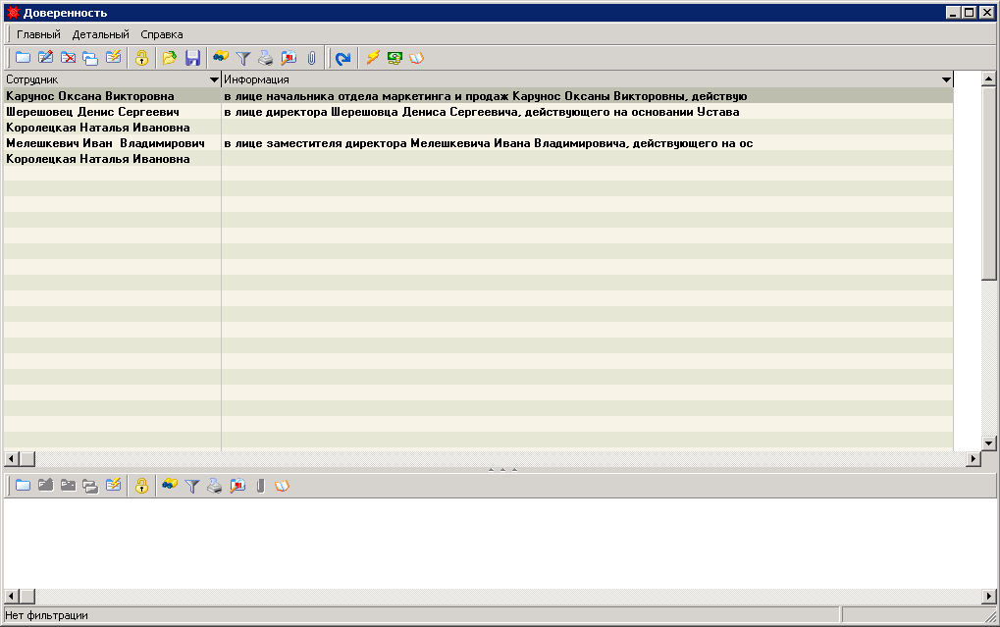 Доверенность
Главный Детальный Справка
Сотрудник Информация
Карунос Оксана Викторовна в лице начальника отдела маркетинга и продаж Карунос Оксаны Викторовны, действую
Шерешовец Денис Сергеевич в лице директора Шерешовца Дениса Сергеевича, действующего на основании Устава
Королецкая Наталья Ивановна
Мелешкевич Иван Владимирович в лице заместителя директора Мелешкевича Ивана Владимировича, действующего на ос
Королецкая Наталья Ивановна
Нет фильтрации